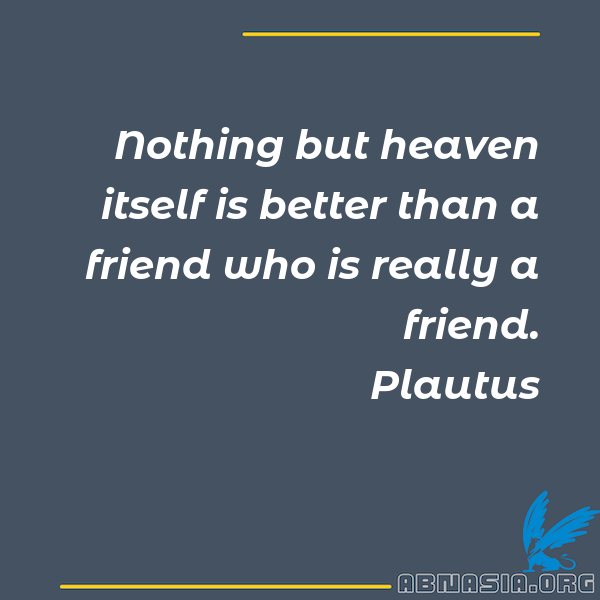 Nothing but heaven
itself is better than a
friend who is really a
friend.
Plautus
ABNASIA.ORG